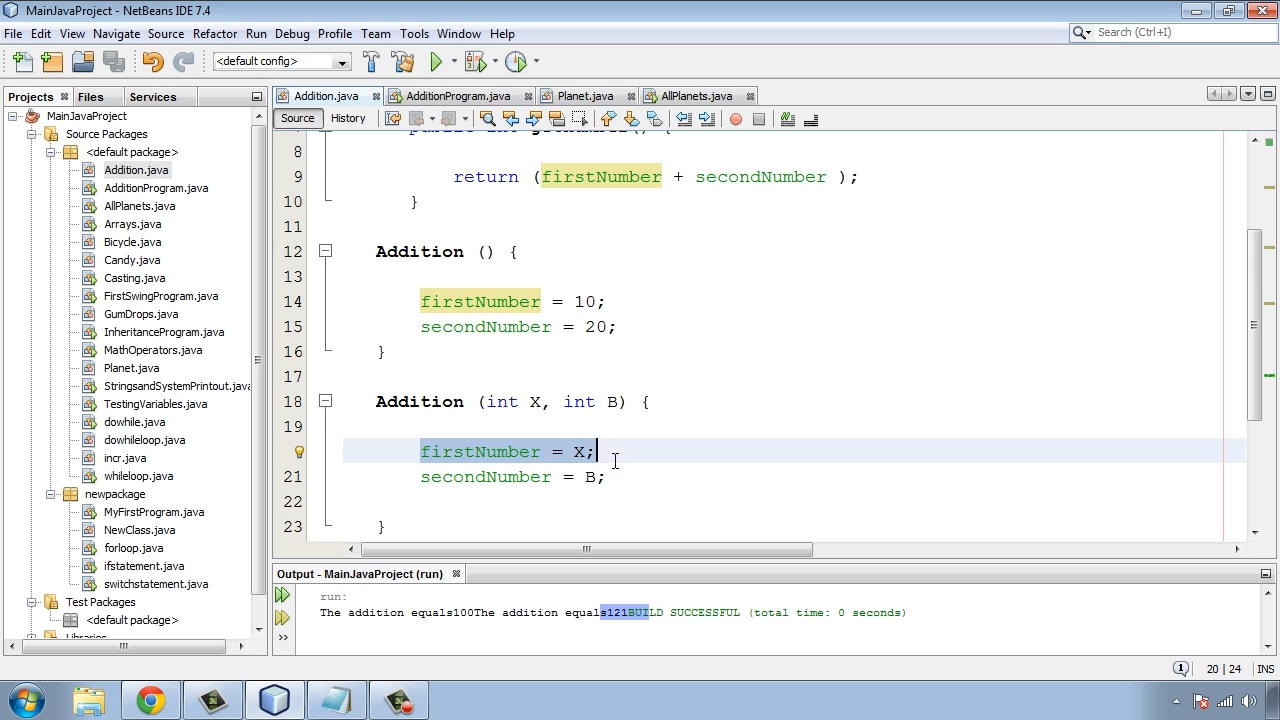 MainJavaProject - NetBeans IDE 7.4
File Edit View Navigate Source Refactor Run Debug Profile Team Tools Window Help
Search (Ctrl+I)
<default config>
Projects Files Services
MainJavaProject
Source Packages
<default package>
Addition.java
AdditionProgram.java
AllPlanets.java
Arrays.java
Bicycle.java
Candy.java
Casting.java
FirstSwingProgram.java
GumDrops.java
InheritanceProgram.java
MathOperators.java
Planet.java
StringsandSystemPrintout.java
TestingVariables.java
dowhile.java
dowhileloop.java
incr.java
whileloop.java
newpackage
MyFirstProgram.java
NewClass.java
forloop.java
ifstatement.java
switchstatement.java
Test Packages
<default package>
Libraries
Addition.java AdditionProgram.java Planet.java AllPlanets.java
Source History
8
9 return (firstNumber + secondNumber );
10 }
11
12 Addition () {
13
14 firstNumber = 10;
15 secondNumber = 20;
16 }
17
18 Addition (int X, int B) {
19
firstNumber = X;
21 secondNumber = B;
22
23 }
Output - MainJavaProject (run)
run:
The addition equals100The addition equals121BUILD SUCCESSFUL (total time: 0 seconds)
1
20 | 24 INS